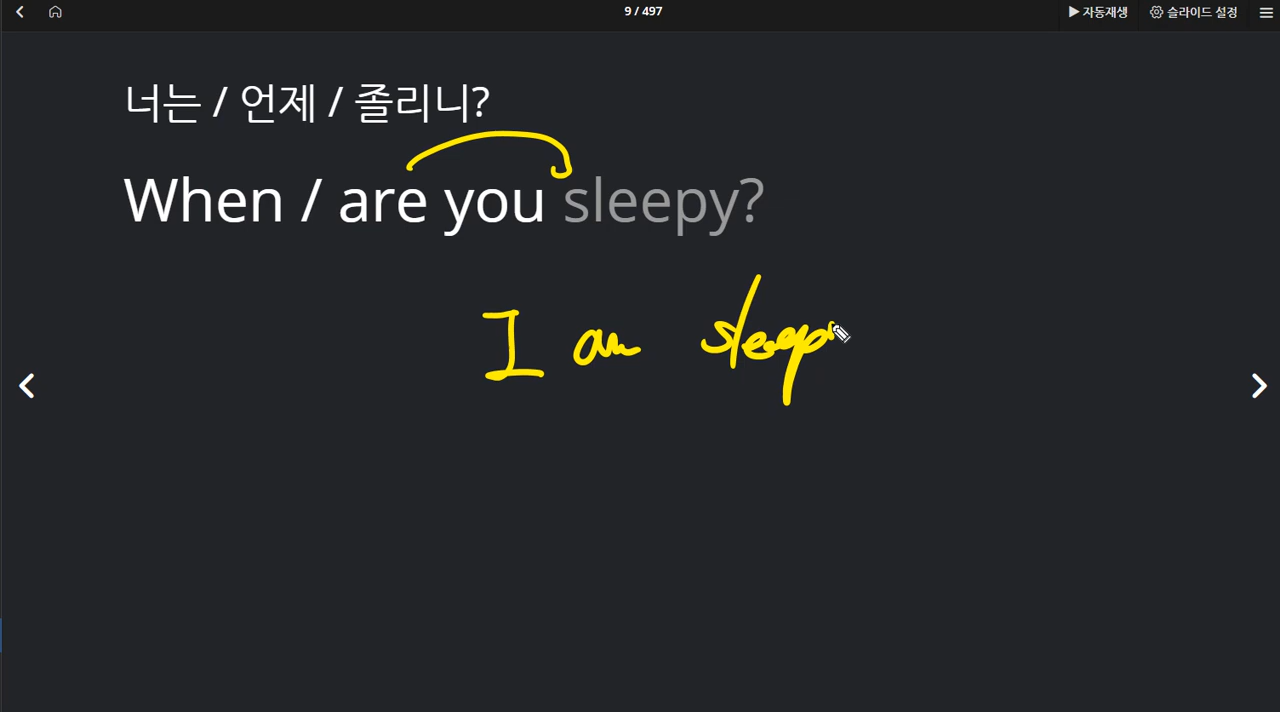 9 / 497
자동재생
슬라이드 설정
너는 / 언제 / 졸리니?
When / are you sleepy?
I am sleep